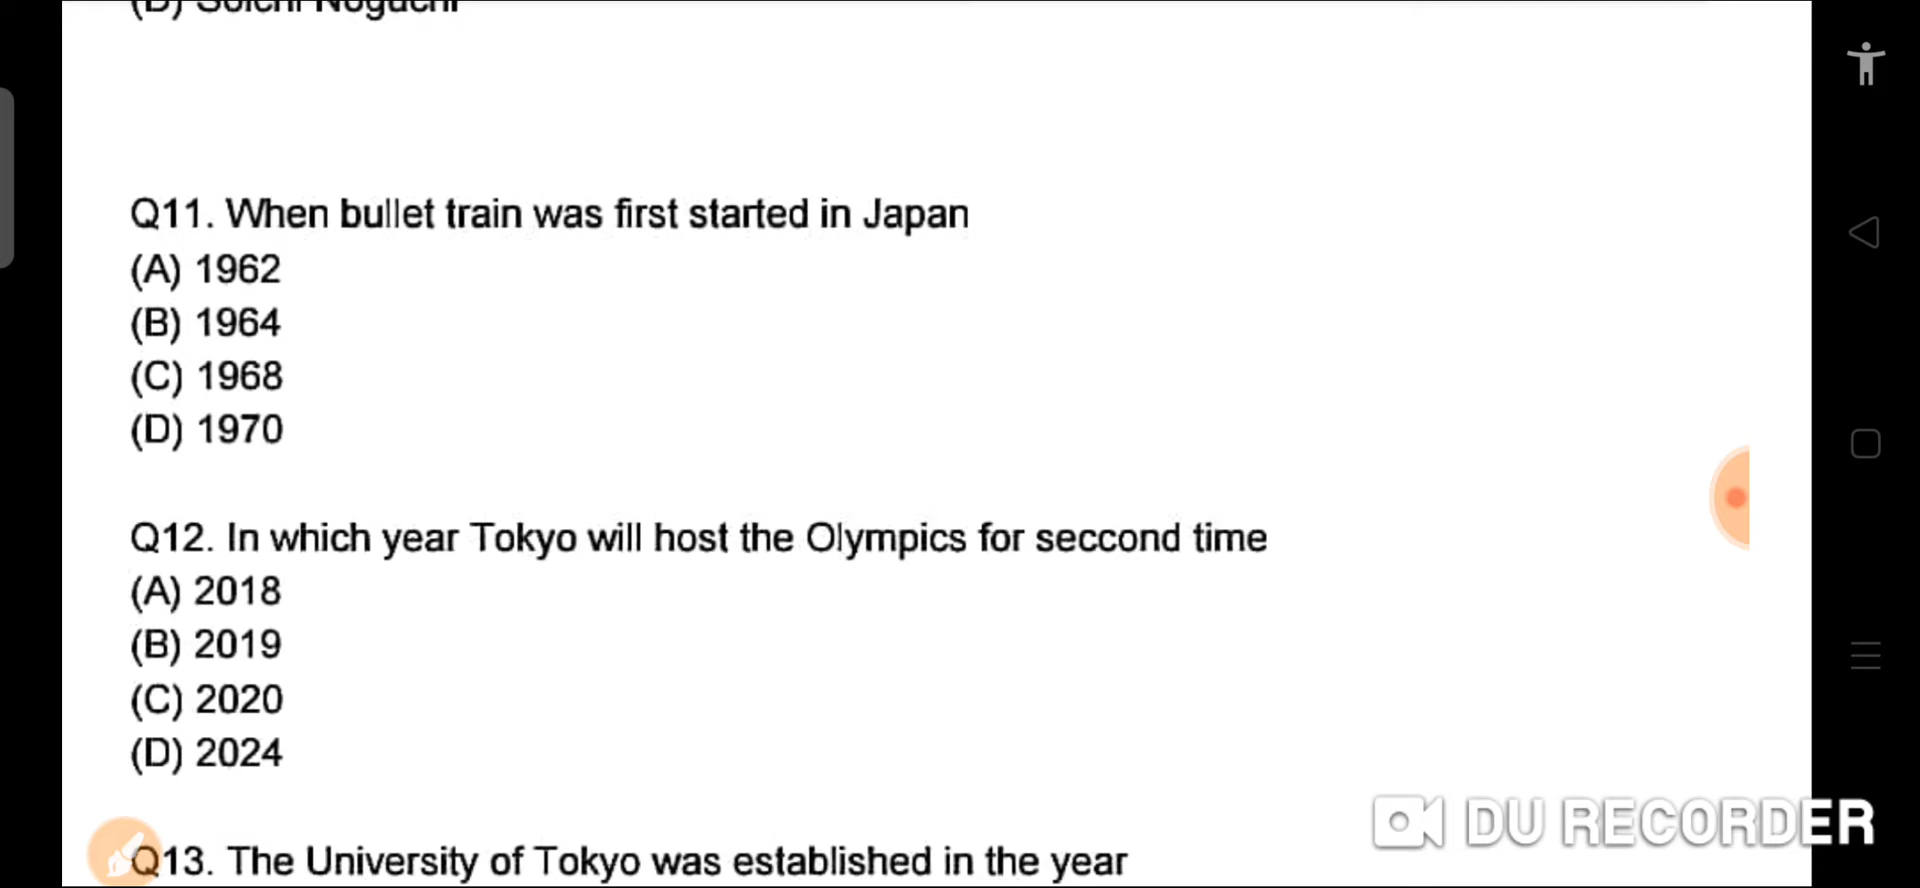 (D) Soichi Noguchi
Q11. When bullet train was first started in Japan
(A) 1962
(B) 1964
(C) 1968
(D) 1970
Q12. In which year Tokyo will host the Olympics for seccond time
(A) 2018
(B) 2019
(C) 2020
(D) 2024
DU RECORDER
Q13. The University of Tokyo was established in the year